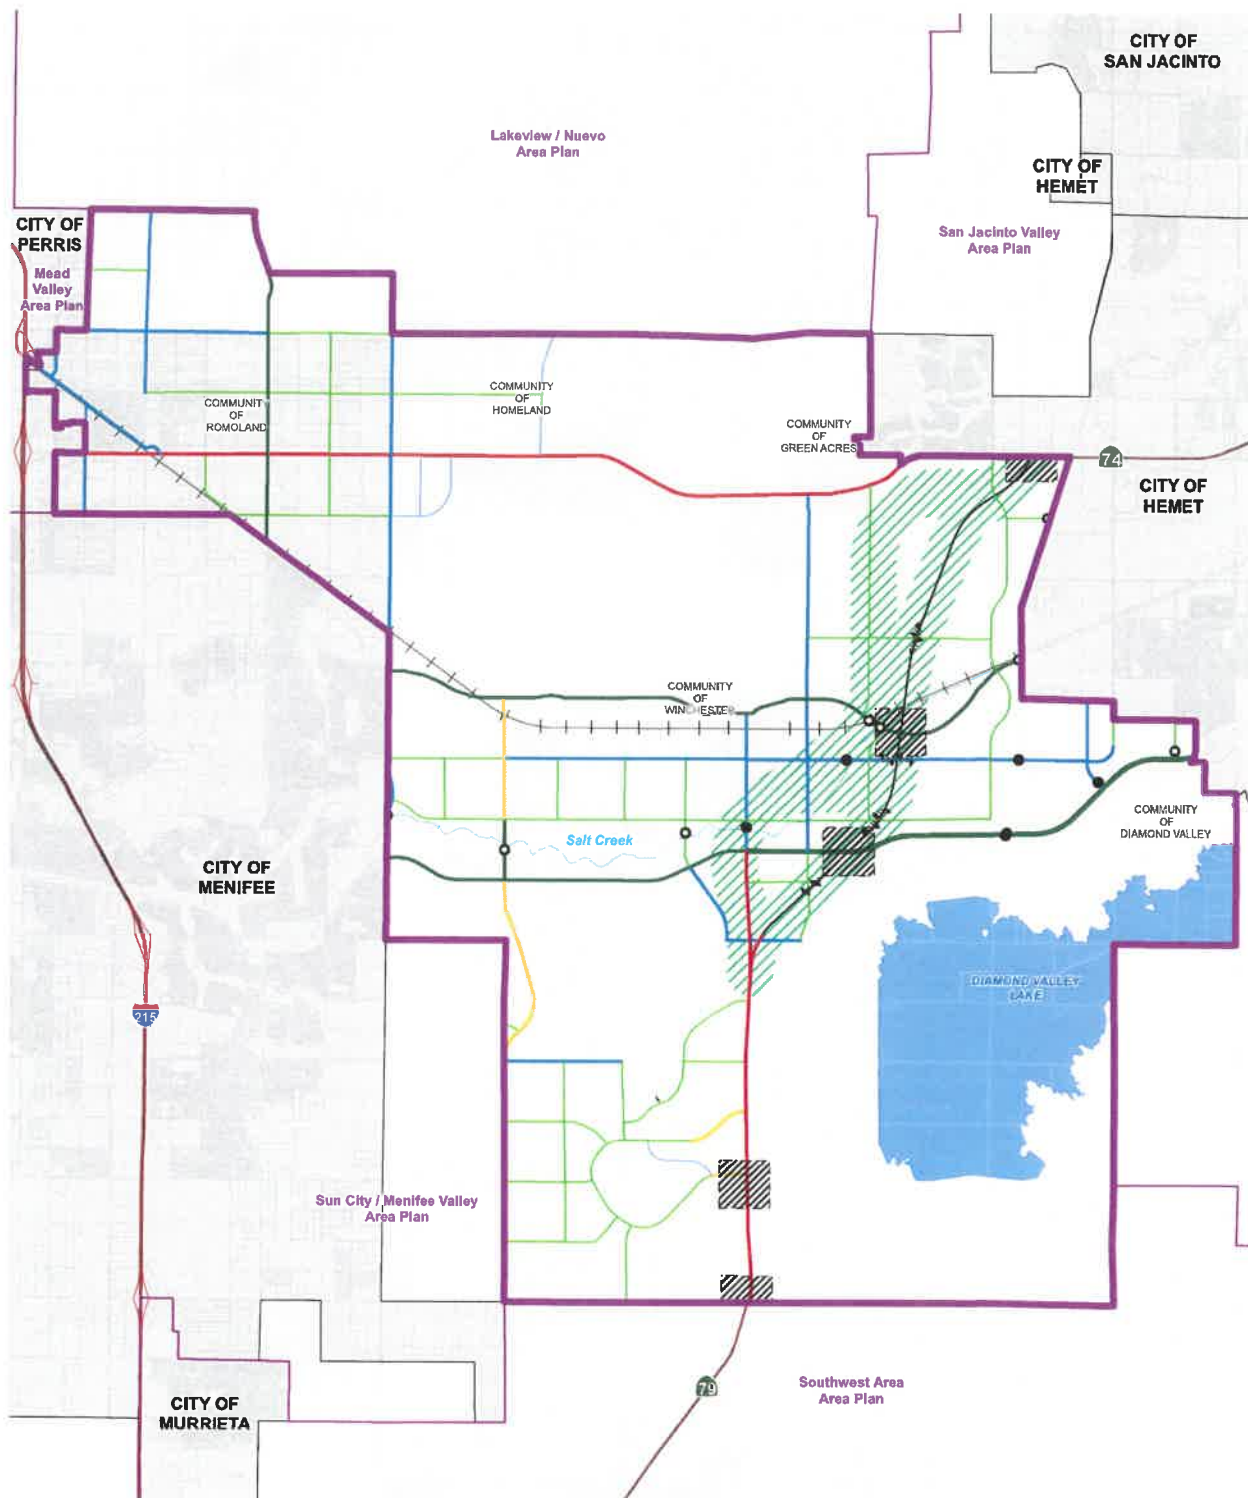 CITY OF
SAN JACINTO
Lakeview / Nuevo
Area Plan
CITY OF
HEMET
CITY OF
PERRIS
San Jacinto Valley
Area Plan
Mead
Valley
Area Plan
COMMUNITY
OF
HOMELAND
COMMUNIT
OF
ROMOLAND
COMMUNITY
OF
GREEN ACRES
74
CITY OF
HEMET
COMMUNITY
OF
WINCHESTER
COMMUNITY
OF
DIAMOND VALLEY
Salt Creek
CITY OF
MENIFEE
DIAMOND VALLEY
LAKE
215
Sun City / Menifee Valley
Area Plan
79
Southwest Area
Area Plan
CITY OF
MURRIETA